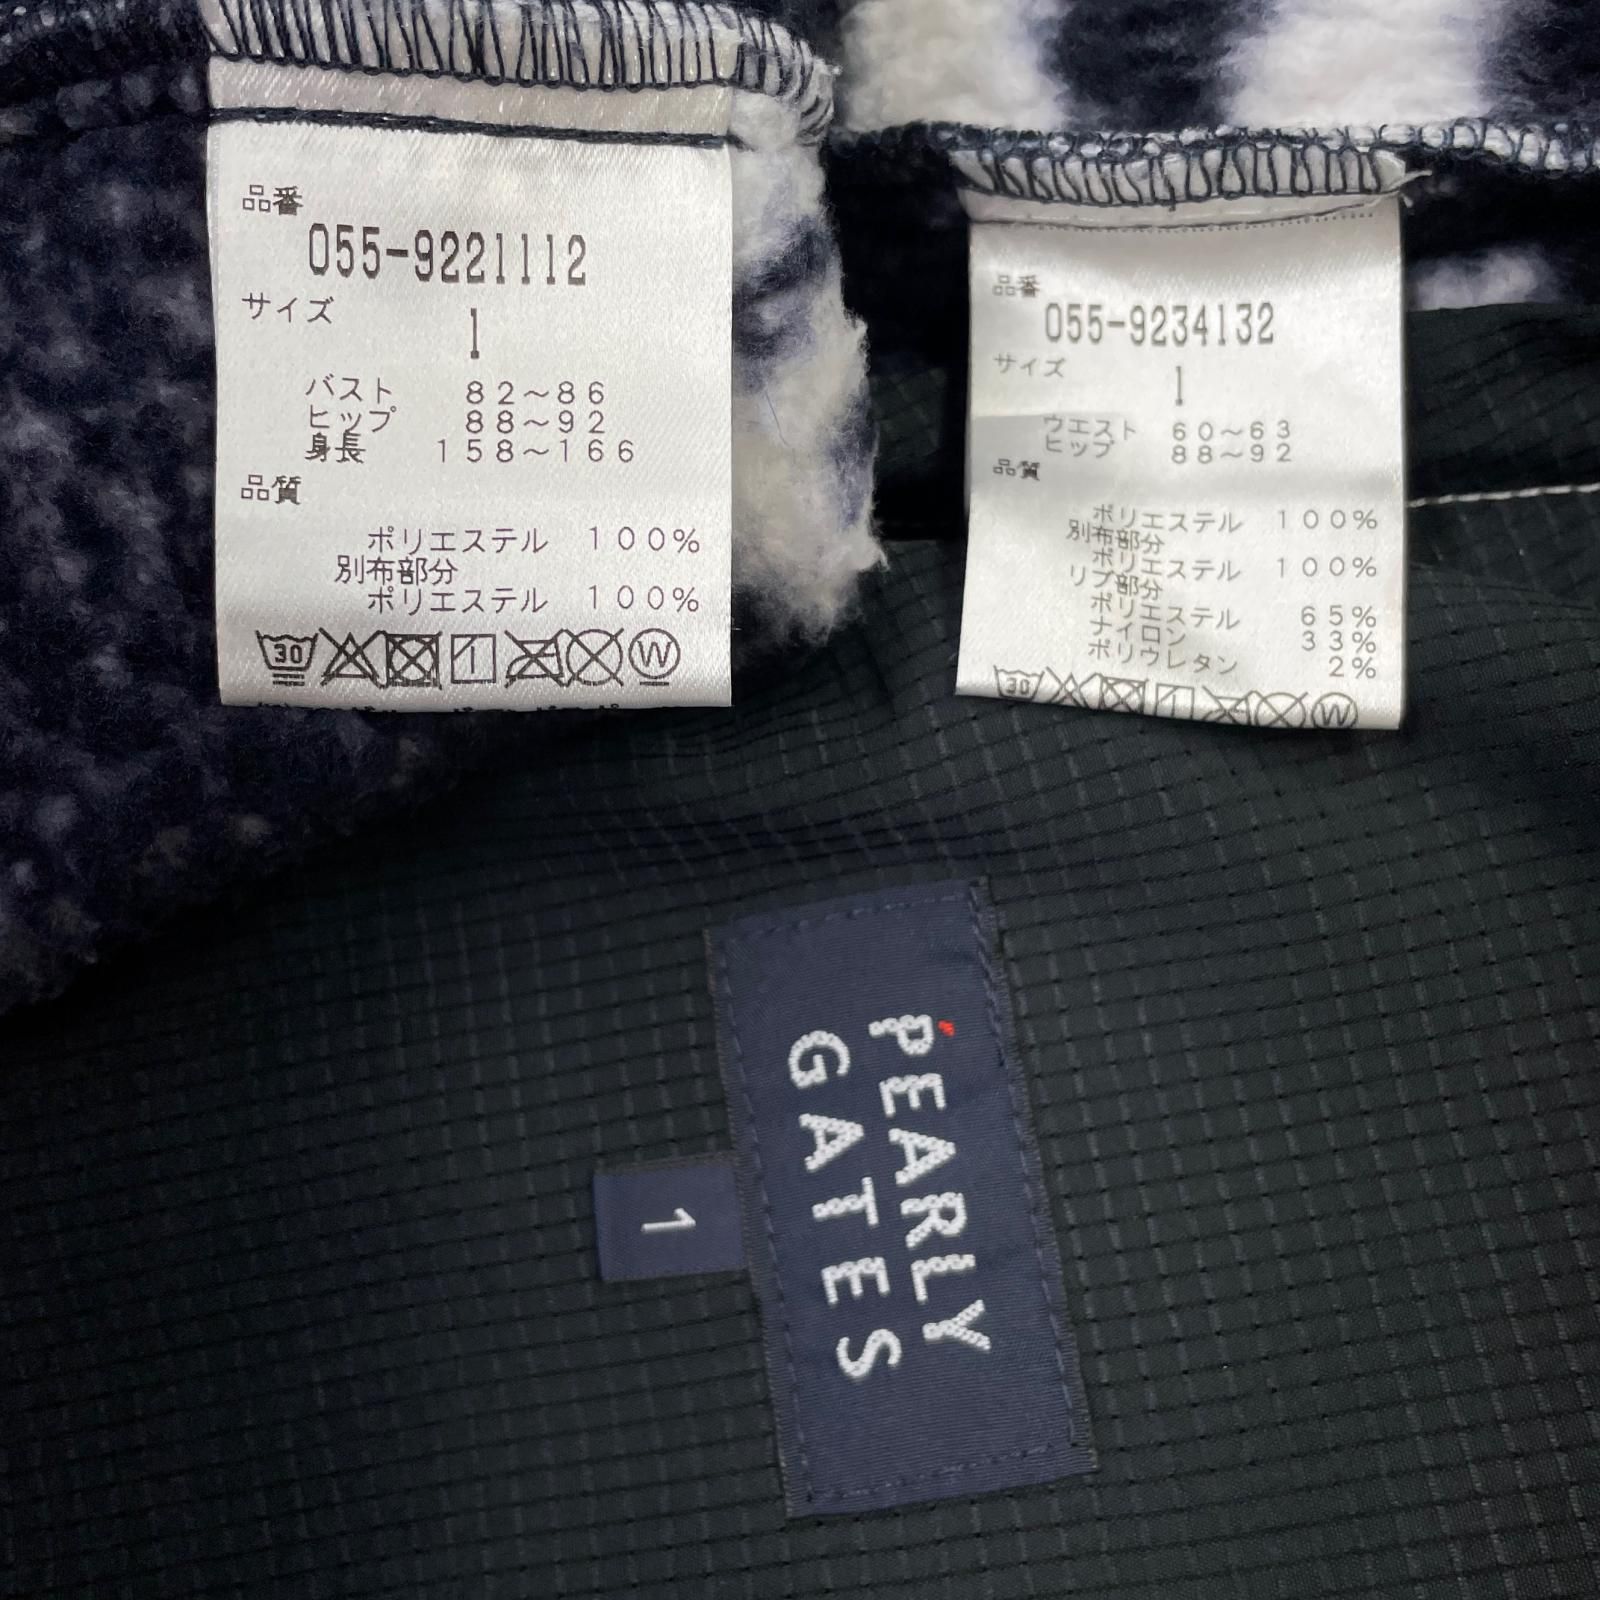 品番
055-9221112
サイズ
1
バスト 82～86
ヒップ 88～92
身長 158～166
品質
ポリエステル 100%
別布部分
ポリエステル 100%
30
1
W
品番
055-9234132
サイズ
1
ウエスト 60～63
ヒップ 88～92
品質
ポリエステル 100%
別布部分
ポリエステル 100%
リブ部分
ポリエステル 65%
ナイロン 33%
ポリウレタン 2%
30
1
W
PEARLY
GATES
1